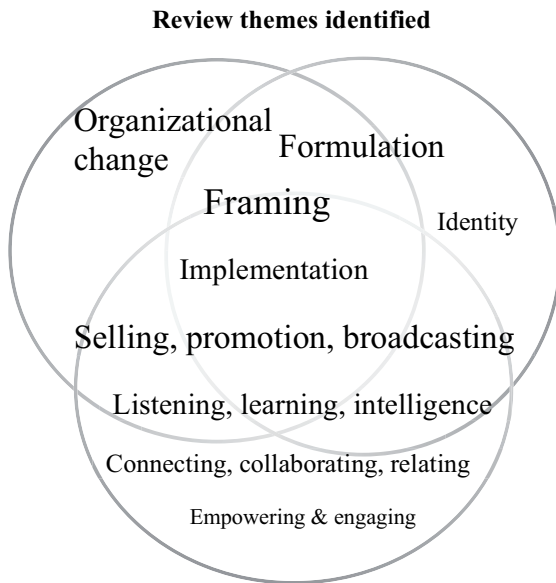 Review themes identified
Organizational
change
Formulation
Framing
Identity
Implementation
Selling, promotion, broadcasting
Listening, learning, intelligence
Connecting, collaborating, relating
Empowering & engaging